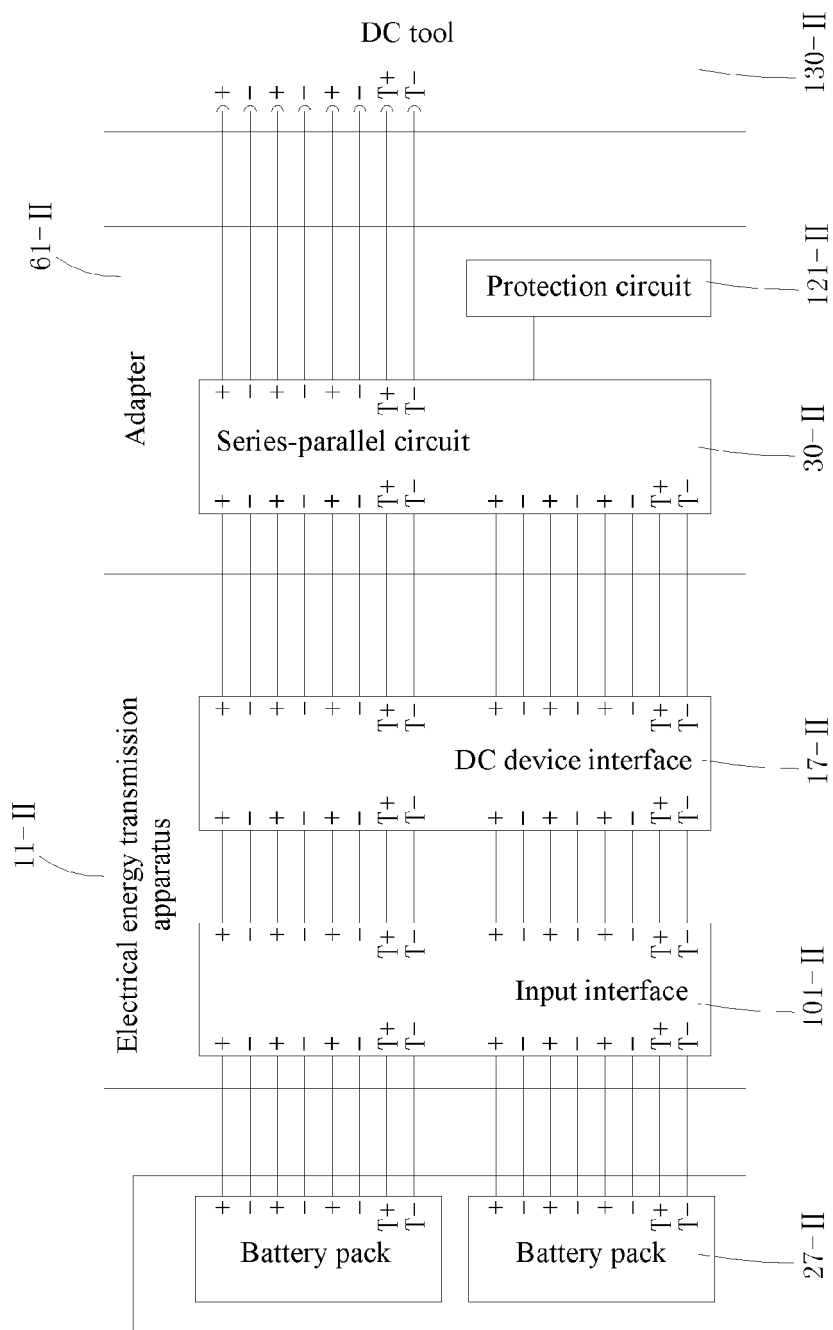 DC tool
130-II
+ − + − + − T+ T−
61-II
121-II
Protection circuit
Adapter
+ − + − + − T+ T−
Series-parallel circuit
30-II
+ − + − + − T+ T−
+ − + − + − T+ T−
+ − + − + − T+ T−
+ − + − + − T+ T−
DC device interface
17-II
+ − + − + − T+ T−
+ − + − + − T+ T−
11-II
Electrical energy transmission
apparatus
+ − + − + − T+ T−
+ − + − + − T+ T−
Input interface
101-II
+ − + − + − T+ T−
+ − + − + − T+ T−
+ − + − + − T+ T−
+ − + − + − T+ T−
Battery pack
Battery pack
27-II